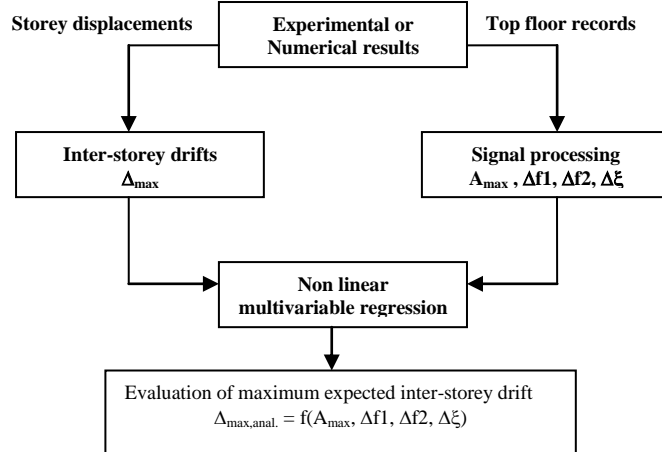 Storey displacements
Experimental or
Numerical results
Top floor records
Inter-storey drifts
Δmax
Signal processing
Amax , Δf1, Δf2, Δξ
Non linear
multivariable regression
Evaluation of maximum expected inter-storey drift
Δmax,anal. = f(Amax, Δf1, Δf2, Δξ)